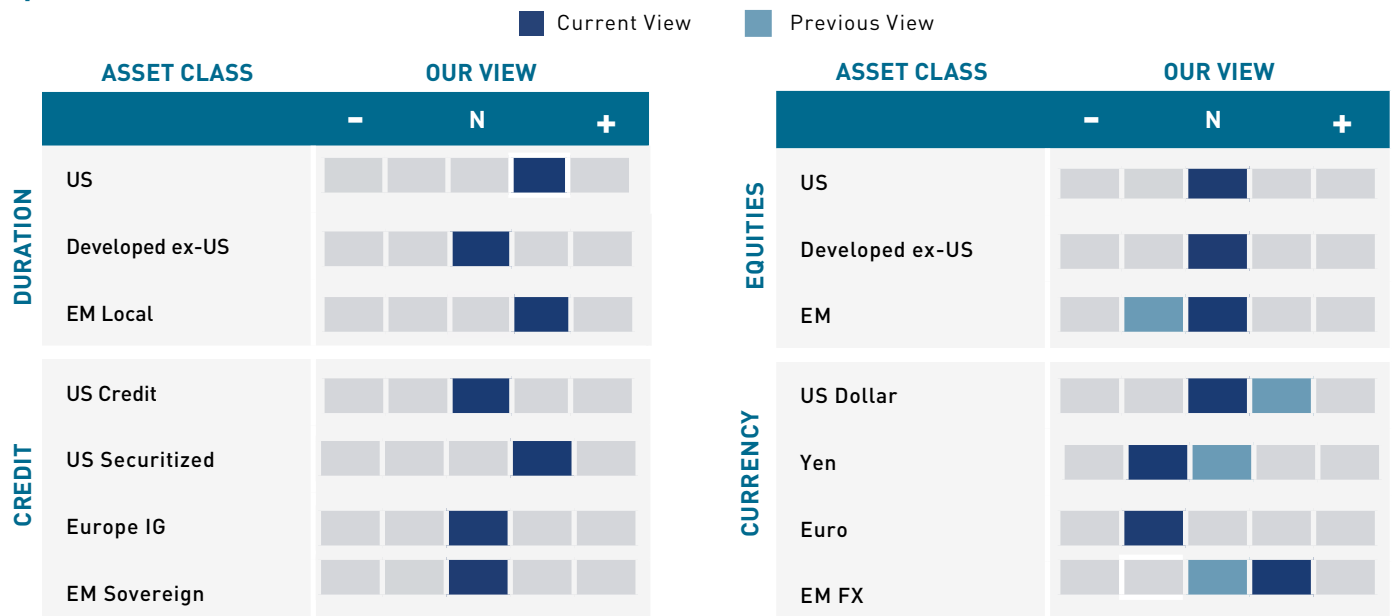 Current View Previous View
ASSET CLASS OUR VIEW
- N +
DURATION
US
Developed ex-US
EM Local
CREDIT
US Credit
US Securitized
Europe IG
EM Sovereign
ASSET CLASS OUR VIEW
- N +
EQUITIES
US
Developed ex-US
EM
CURRENCY
US Dollar
Yen
Euro
EM FX